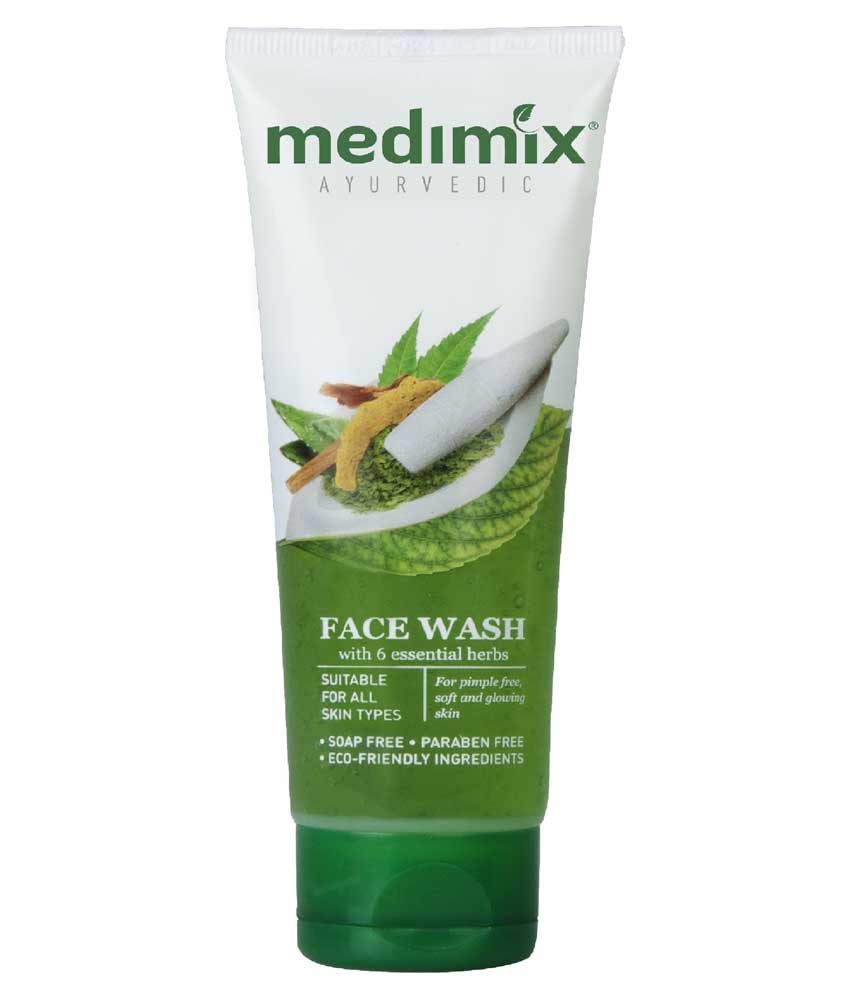 medimix®
AYURVEDIC
FACE WASH
with 6 essential herbs
SUITABLE
FOR ALL
SKIN TYPES
For pimple free,
soft and glowing
skin
• SOAP FREE • PARABEN FREE
• ECO-FRIENDLY INGREDIENTS